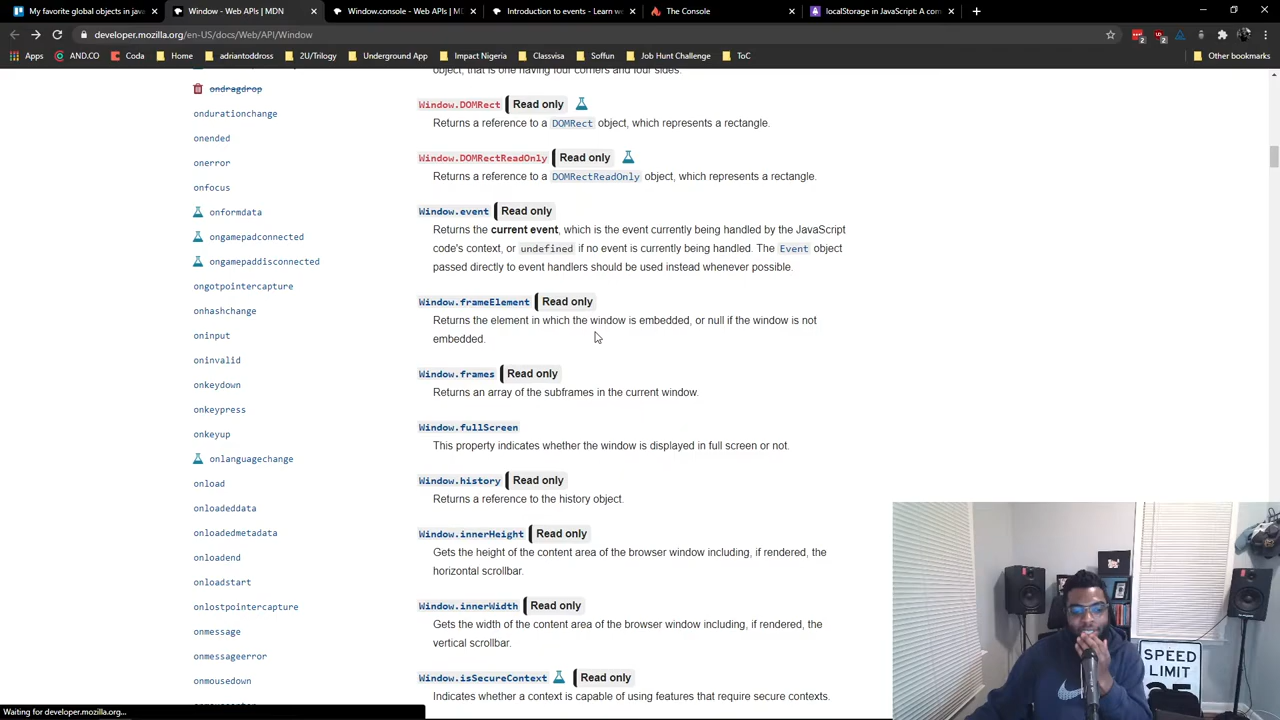 My favorite global objects in javas
Window - Web APIs | MDN
Window.console - Web APIs | M
Introduction to events - Learn we
The Console
localStorage in JavaScript: A com
developer.mozilla.org/en-US/docs/Web/API/Window
Apps
AND.CO
Coda
Home
adriantoddross
2U/Trilogy
Underground App
Impact Nigeria
Classvisa
Soffun
Job Hunt Challenge
ToC
Other bookmarks
ondragdrop
ondurationchange
onended
onerror
onfocus
onformdata
ongamepadconnected
ongamepaddisconnected
ongotpointercapture
onhashchange
oninput
oninvalid
onkeydown
onkeypress
onkeyup
onlanguagechange
onload
onloadeddata
onloadedmetadata
onloadend
onloadstart
onlostpointercapture
onmessage
onmessageerror
onmousedown
object, that is one having four corners and four sides.
Window.DOMRect Read only
Returns a reference to a DOMRect object, which represents a rectangle.
Window.DOMRectReadOnly Read only
Returns a reference to a DOMRectReadOnly object, which represents a rectangle.
Window.event Read only
Returns the current event, which is the event currently being handled by the JavaScript
code's context, or undefined if no event is currently being handled. The Event object
passed directly to event handlers should be used instead whenever possible.
Window.frameElement Read only
Returns the element in which the window is embedded, or null if the window is not
embedded.
Window.frames Read only
Returns an array of the subframes in the current window.
Window.fullScreen
This property indicates whether the window is displayed in full screen or not.
Window.history Read only
Returns a reference to the history object.
Window.innerHeight Read only
Gets the height of the content area of the browser window including, if rendered, the
horizontal scrollbar.
Window.innerWidth Read only
Gets the width of the content area of the browser window including, if rendered, the
vertical scrollbar.
Window.isSecureContext Read only
Indicates whether a context is capable of using features that require secure contexts.
SPEED
LIMIT
Waiting for developer.mozilla.org...